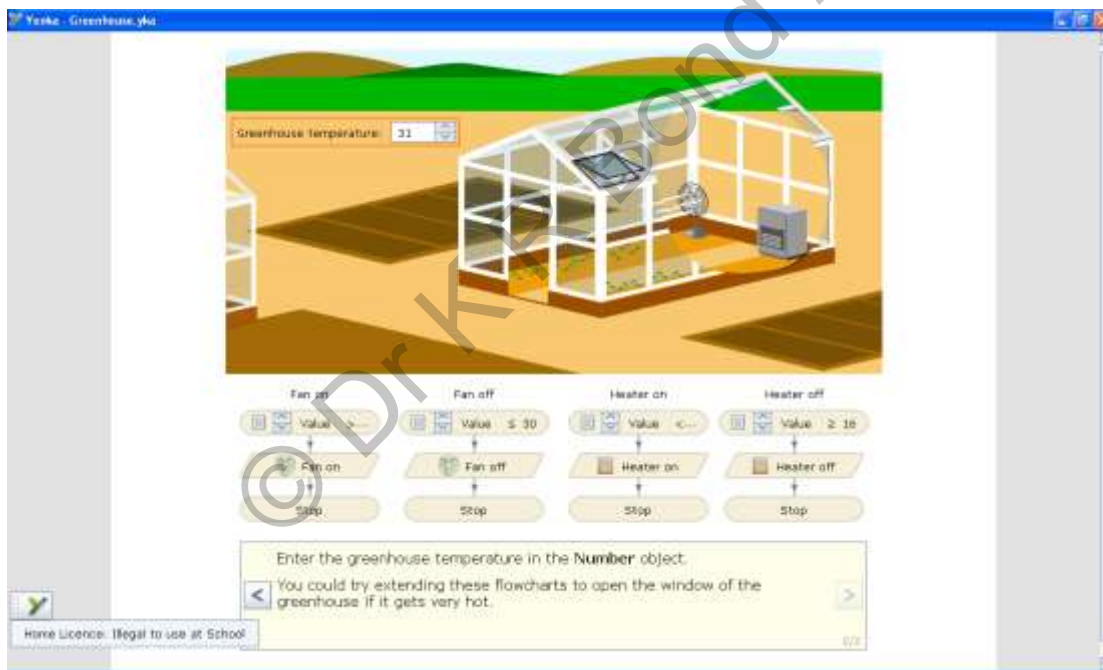 Yenka - Greenhouse.yka
Greenhouse temperature: 31
Fan on Fan off Heater on Heater off
Value >... Value ≤ 30 Value <... Value ≥ 16
Fan on Fan off Heater on Heater off
Stop Stop Stop Stop
Enter the greenhouse temperature in the Number object.
You could try extending these flowcharts to open the window of the
greenhouse if it gets very hot.
Home Licence: Illegal to use at School
© Dr K R Bond